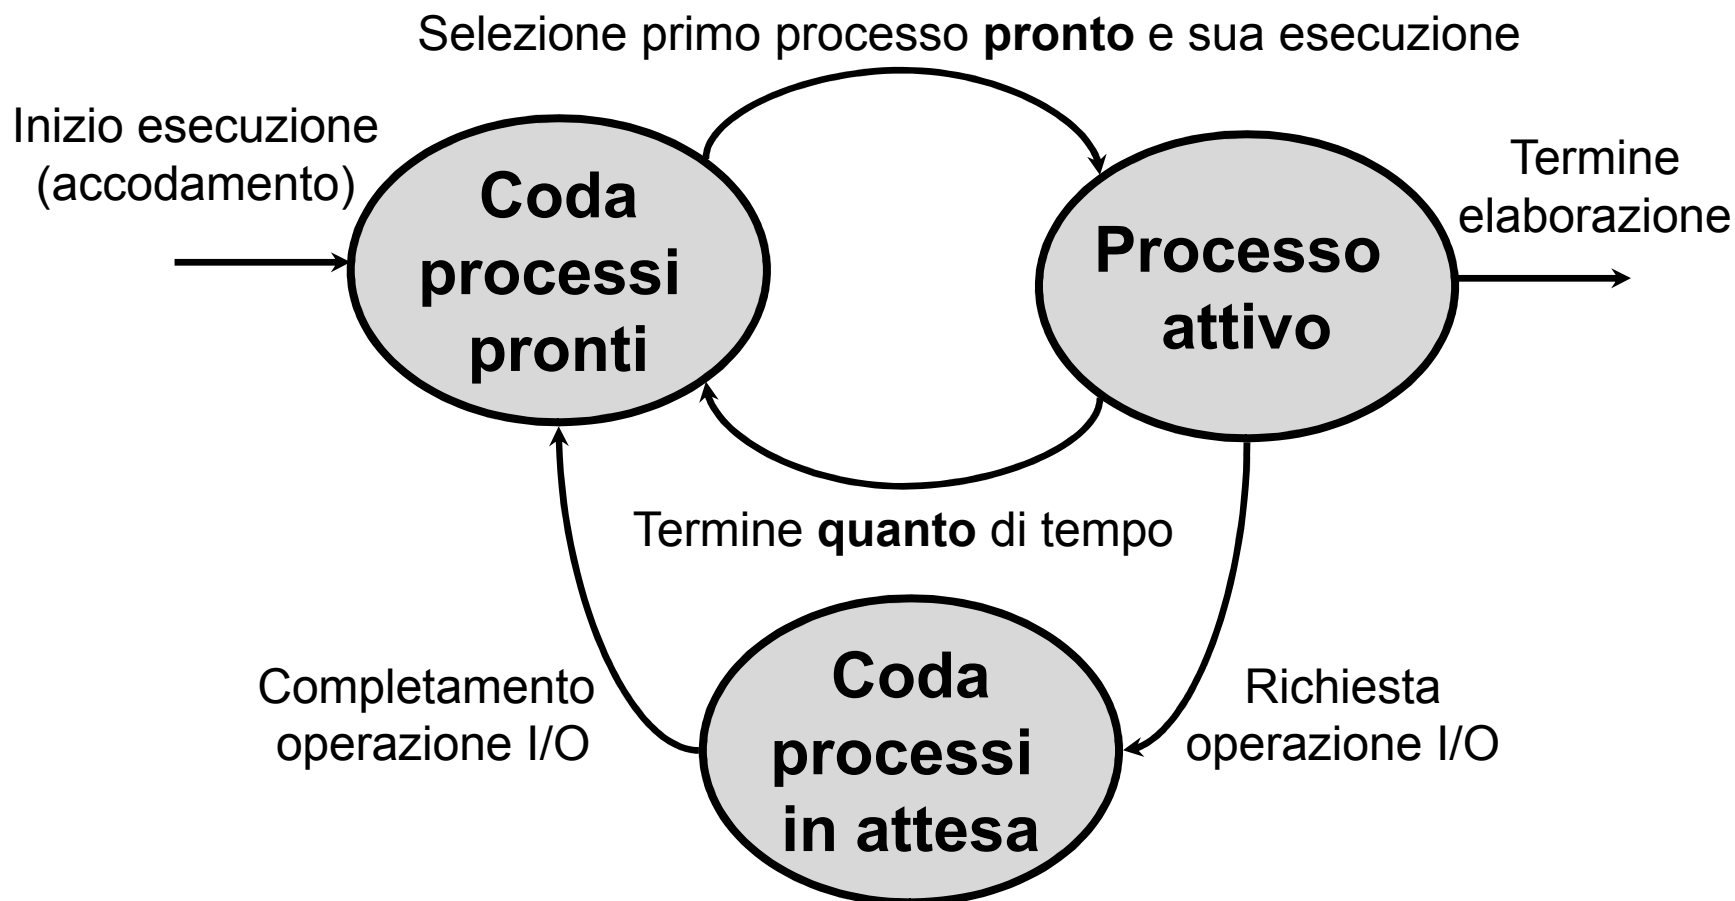 Selezione primo processo pronto e sua esecuzione
Inizio esecuzione
(accodamento)
Coda
processi
pronti
Processo
attivo
Termine
elaborazione
Termine quanto di tempo
Completamento
operazione I/O
Coda
processi
in attesa
Richiesta
operazione I/O